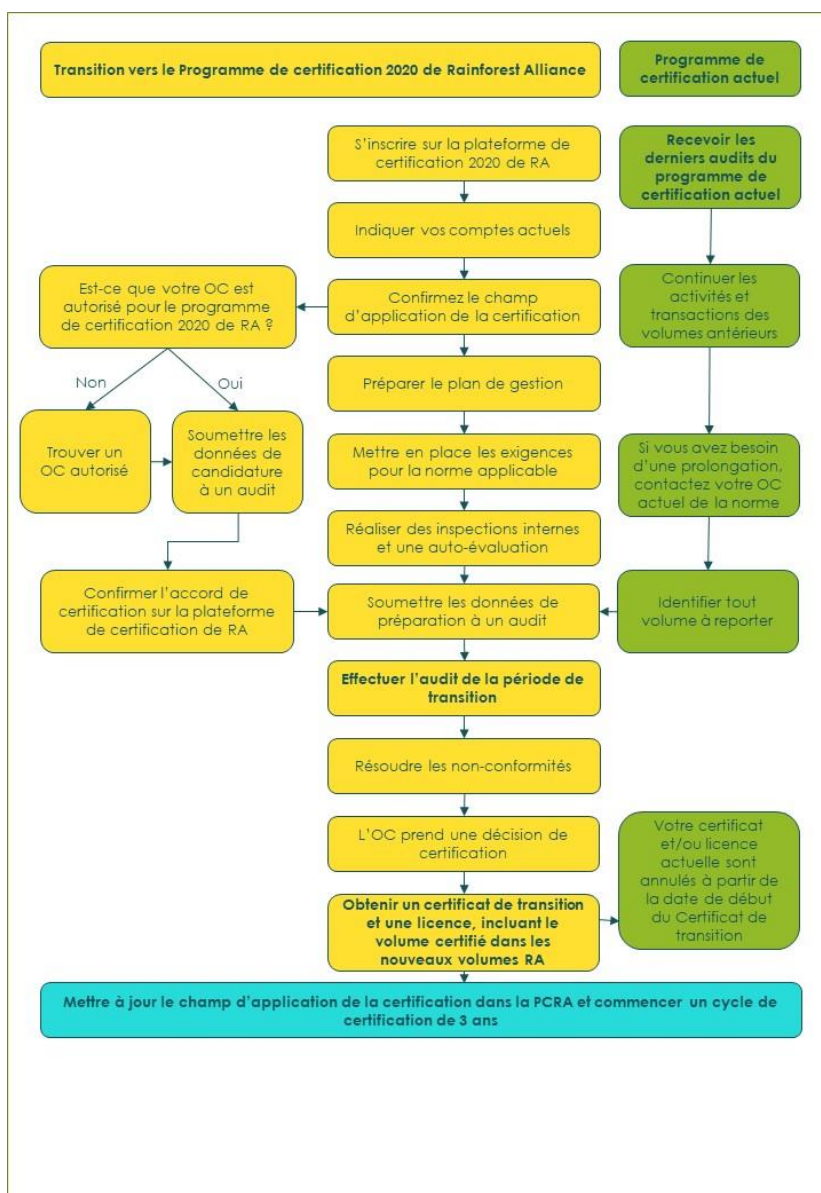 Transition vers le Programme de certification 2020 de Rainforest Alliance
Programme de
certification actuel
S'inscrire sur la plateforme de
certification 2020 de RA
Recevoir les
derniers audits du
programme de
certification actuel
Indiquer vos comptes actuels
Est-ce que votre OC est
autorisé pour le programme
de certification 2020 de RA ?
Confirmez le champ
d'application de la certification
Continuer les
activités et
transactions des
volumes antérieurs
Non
Oui
Préparer le plan de gestion
Trouver un
OC autorisé
Soumettre les
données de
candidature
à un audit
Mettre en place les exigences
pour la norme applicable
Si vous avez besoin
d'une prolongation,
contactez votre OC
actuel de la norme
Réaliser des inspections internes
et une auto-évaluation
Confirmer l'accord de
certification sur la plateforme
de certification de RA
Soumettre les données de
préparation à un audit
Identifier tout
volume à reporter
Effectuer l'audit de la période de
transition
Résoudre les non-conformités
L'OC prend une décision de
certification
Votre certificat
et/ou licence
actuelle sont
annulés à partir de
la date de début
du Certificat de
transition
Obtenir un certificat de transition
et une licence, incluant le
volume certifié dans les
nouveaux volumes RA
Mettre à jour le champ d'application de la certification dans la PCRA et commencer un cycle de
certification de 3 ans